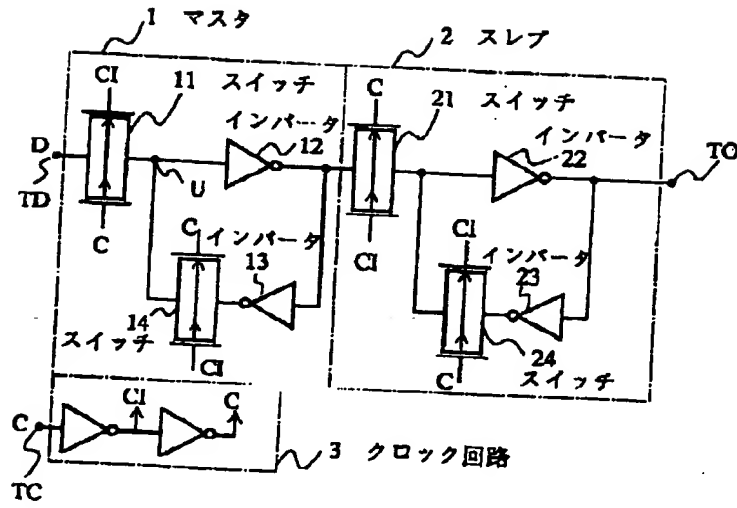 1 マスタ
2 スレブ
CI
11 スイッチ
C
21 スイッチ
インバータ
12
インバータ
22
TO
D
TD
U
C
C
インバータ
13
CI
CI
インバータ
23
14
スイッチ
CI
24
C
スイッチ
C
CI
C
TC
3 クロック回路